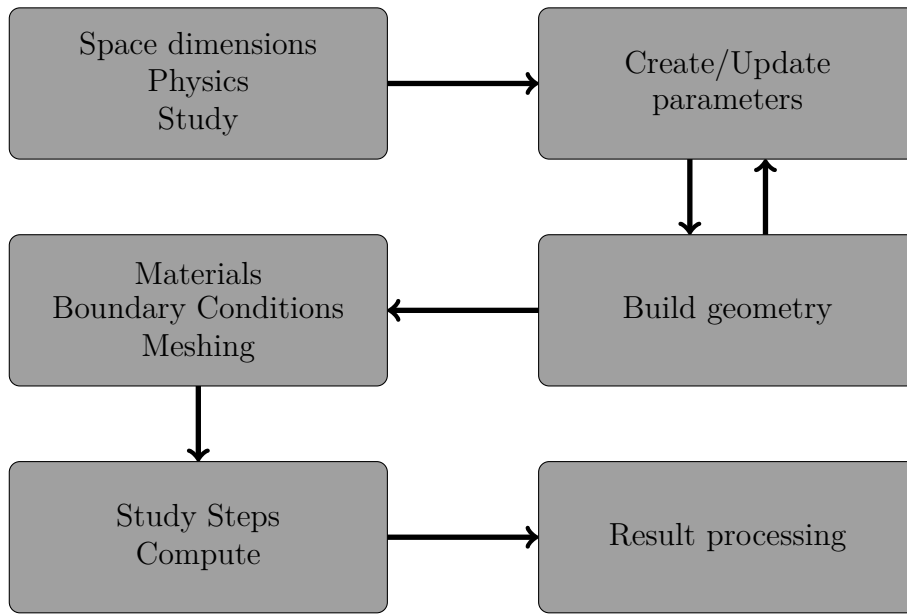 Space dimensions
Physics
Study
Create/Update
parameters
Materials
Boundary Conditions
Meshing
Build geometry
Study Steps
Compute
Result processing